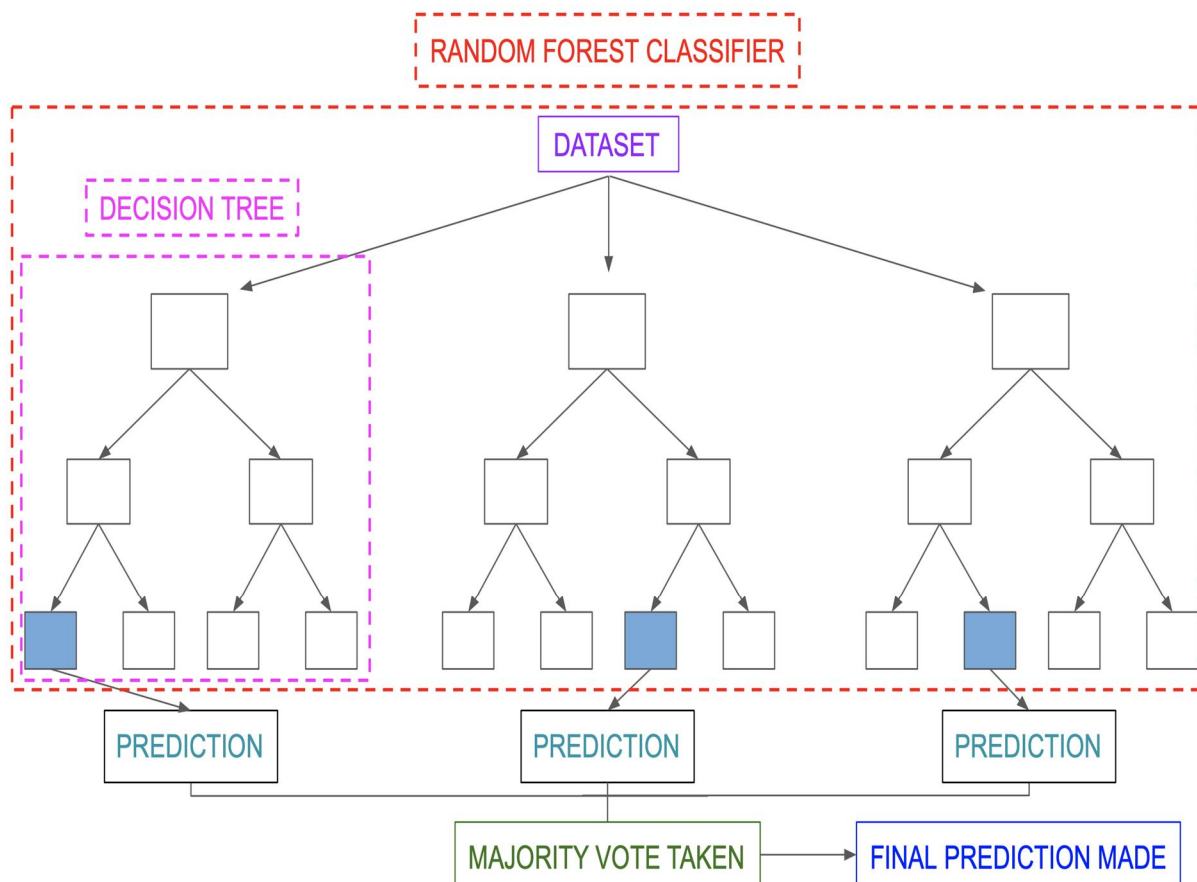 RANDOM FOREST CLASSIFIER
DATASET
DECISION TREE
PREDICTION
PREDICTION
PREDICTION
MAJORITY VOTE TAKEN
FINAL PREDICTION MADE